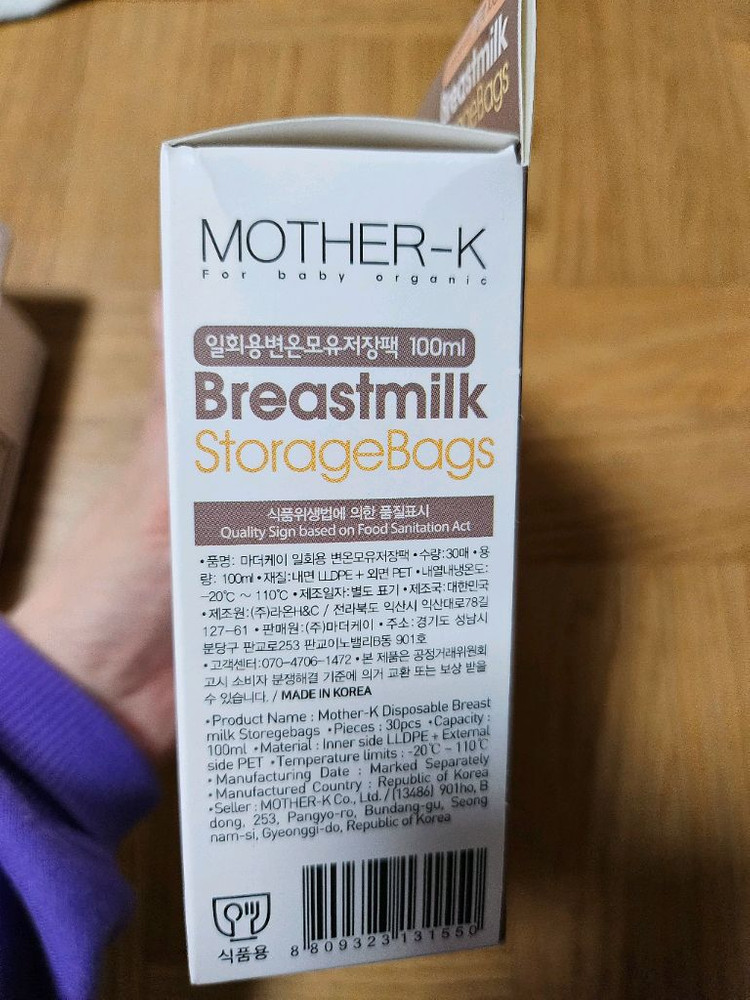 Breastmilk
Bags
MOTHER-K
For baby organic
일회용변온모유저장팩 100ml
Breastmilk
StorageBags
식품위생법에 의한 품질표시
Quality Sign based on Food Sanitation Act
•품명: 마더케이 일회용 변온모유저장팩 •수량:30매 •용
량: 100ml •재질:내면 LLDPE + 외면 PET •내열내냉온도:
-20℃ ~ 110℃ •제조일자:별도 표기 •제조국:대한민국
•제조원:(주)라온H&C / 전라북도 익산시 익산대로78길
127-61 •판매원:(주)마더케이 •주소:경기도 성남시
분당구 판교로253 판교이노밸리B동 901호
•고객센터:070-4706-1472 •본 제품은 공정거래위원회
고시 소비자 분쟁해결 기준에 의거 교환 또는 보상 받을
수 있습니다. / MADE IN KOREA
•Product Name : Mother-K Disposable Breast
milk Storegebags •Pieces : 30pcs •Capacity :
100ml •Material : Inner side LLDPE + External
side PET •Temperature limits : -20℃ ~ 110℃
•Manufacturing Date : Marked Separately
•Manufactured Country : Republic of Korea
•Seller : MOTHER-K Co., Ltd. / (13486) 901ho, B
dong, 253, Pangyo-ro, Bundang-gu, Seong
nam-si, Gyeonggi-do, Republic of Korea
식품용
8 809323 131550